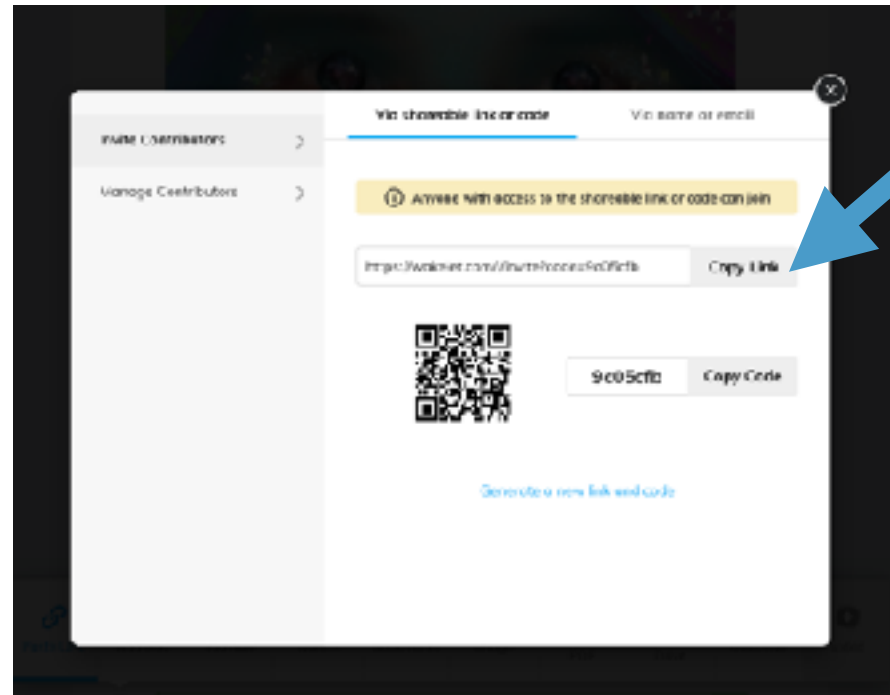 Invite Contributors
Manage Contributors
Via shareable link or code
Via name or email
Anyone with access to the shareable link or code can join
Copy Link
9c05cfb
Copy Code
Generate a new link and code